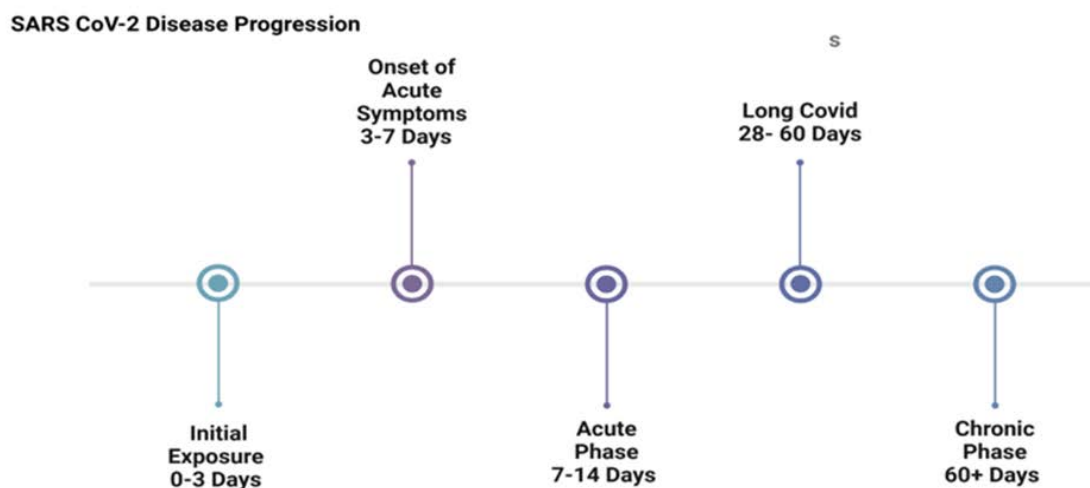 SARS CoV-2 Disease Progression
s
Onset of
Acute
Symptoms
3-7 Days
Long Covid
28- 60 Days
Initial
Exposure
0-3 Days
Acute
Phase
7-14 Days
Chronic
Phase
60+ Days